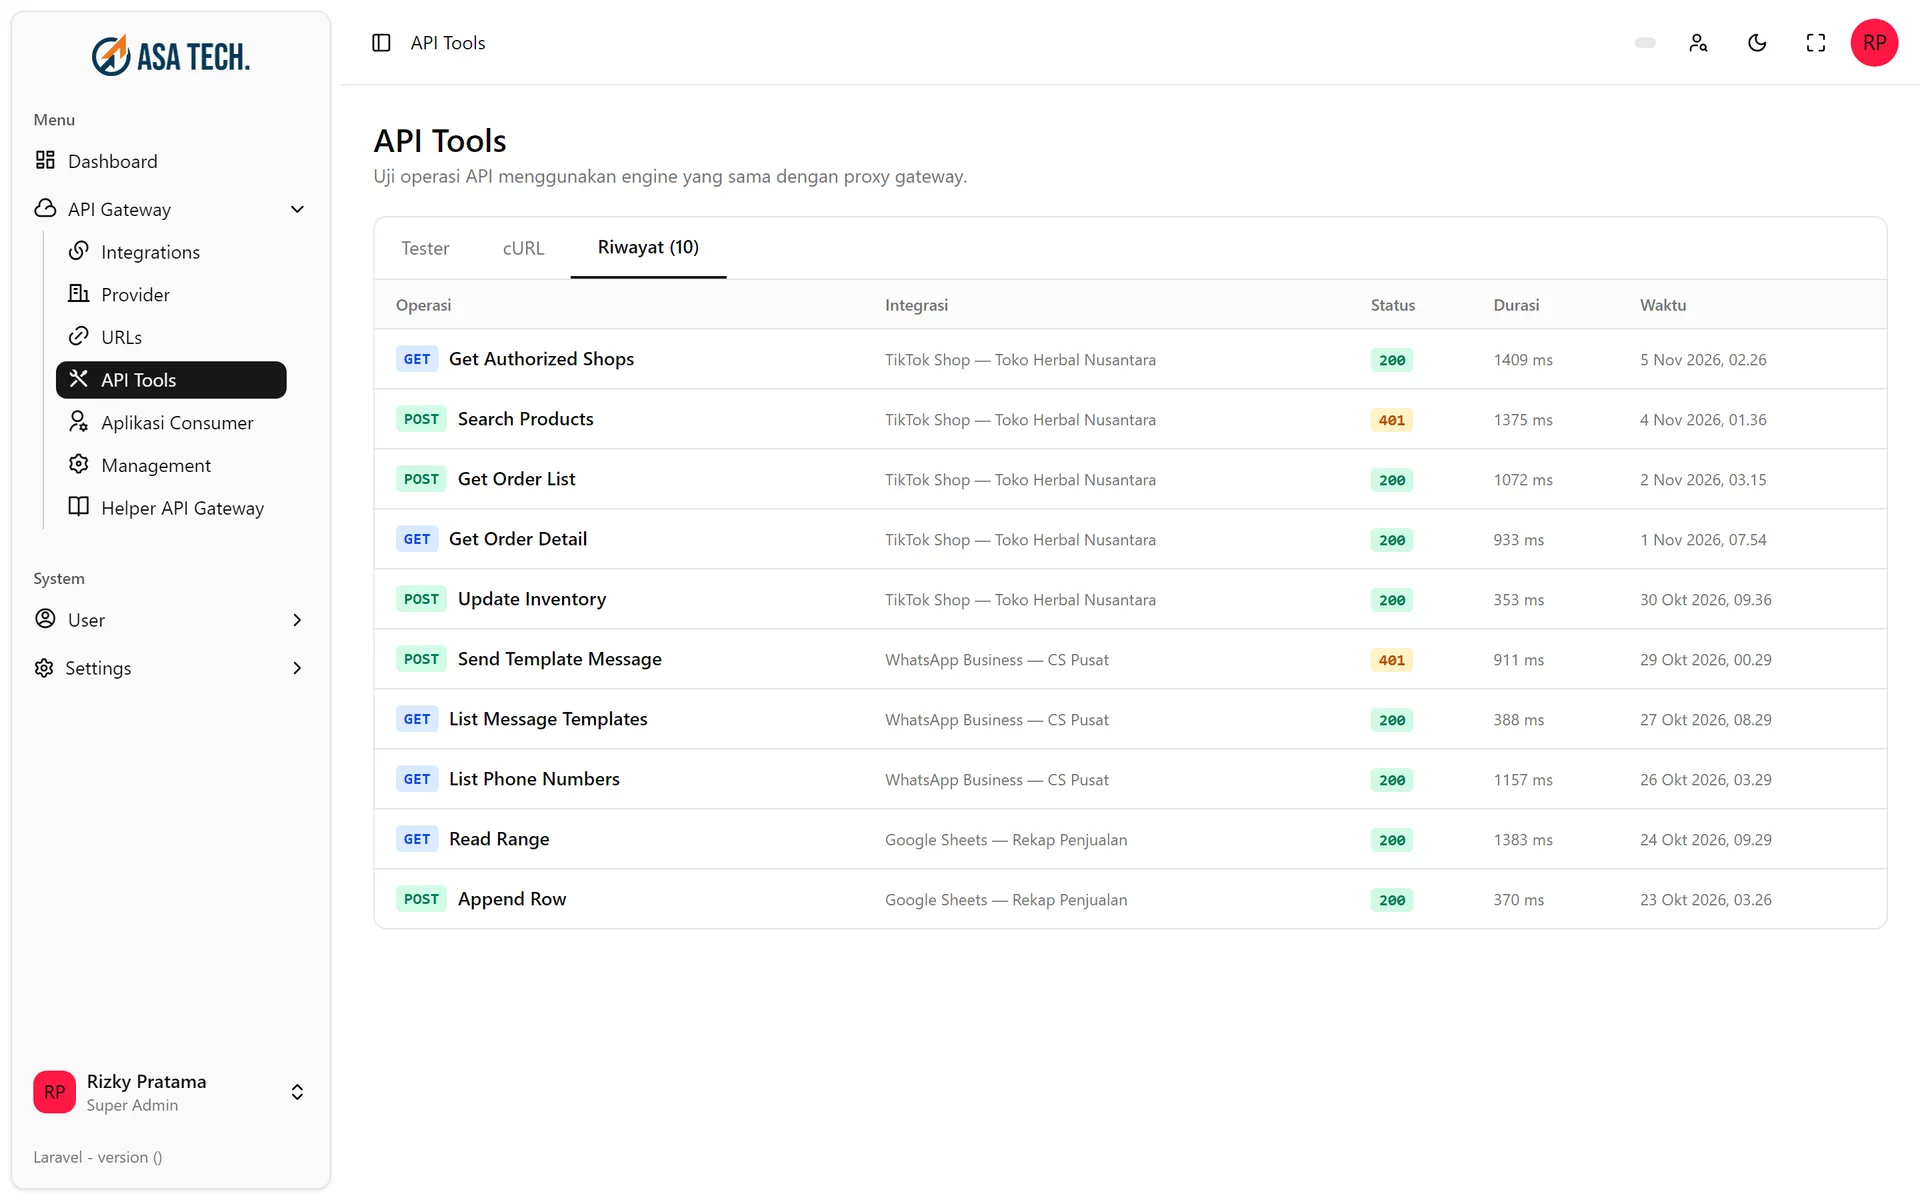 ASA TECH.
Menu
Dashboard
API Gateway
Integrations
Provider
URLs
API Tools
Aplikasi Consumer
Management
Helper API Gateway
System
User
Settings
RP
Rizky Pratama
Super Admin
Laravel - version ()
API Tools
RP
API Tools
Uji operasi API menggunakan engine yang sama dengan proxy gateway.
Tester cURL Riwayat (10)
Operasi Integrasi Status Durasi Waktu
GET Get Authorized Shops TikTok Shop — Toko Herbal Nusantara 200 1409 ms 5 Nov 2026, 02.26
POST Search Products TikTok Shop — Toko Herbal Nusantara 401 1375 ms 4 Nov 2026, 01.36
POST Get Order List TikTok Shop — Toko Herbal Nusantara 200 1072 ms 2 Nov 2026, 03.15
GET Get Order Detail TikTok Shop — Toko Herbal Nusantara 200 933 ms 1 Nov 2026, 07.54
POST Update Inventory TikTok Shop — Toko Herbal Nusantara 200 353 ms 30 Okt 2026, 09.36
POST Send Template Message WhatsApp Business — CS Pusat 401 911 ms 29 Okt 2026, 00.29
GET List Message Templates WhatsApp Business — CS Pusat 200 388 ms 27 Okt 2026, 08.29
GET List Phone Numbers WhatsApp Business — CS Pusat 200 1157 ms 26 Okt 2026, 03.29
GET Read Range Google Sheets — Rekap Penjualan 200 1383 ms 24 Okt 2026, 09.29
POST Append Row Google Sheets — Rekap Penjualan 200 370 ms 23 Okt 2026, 03.26